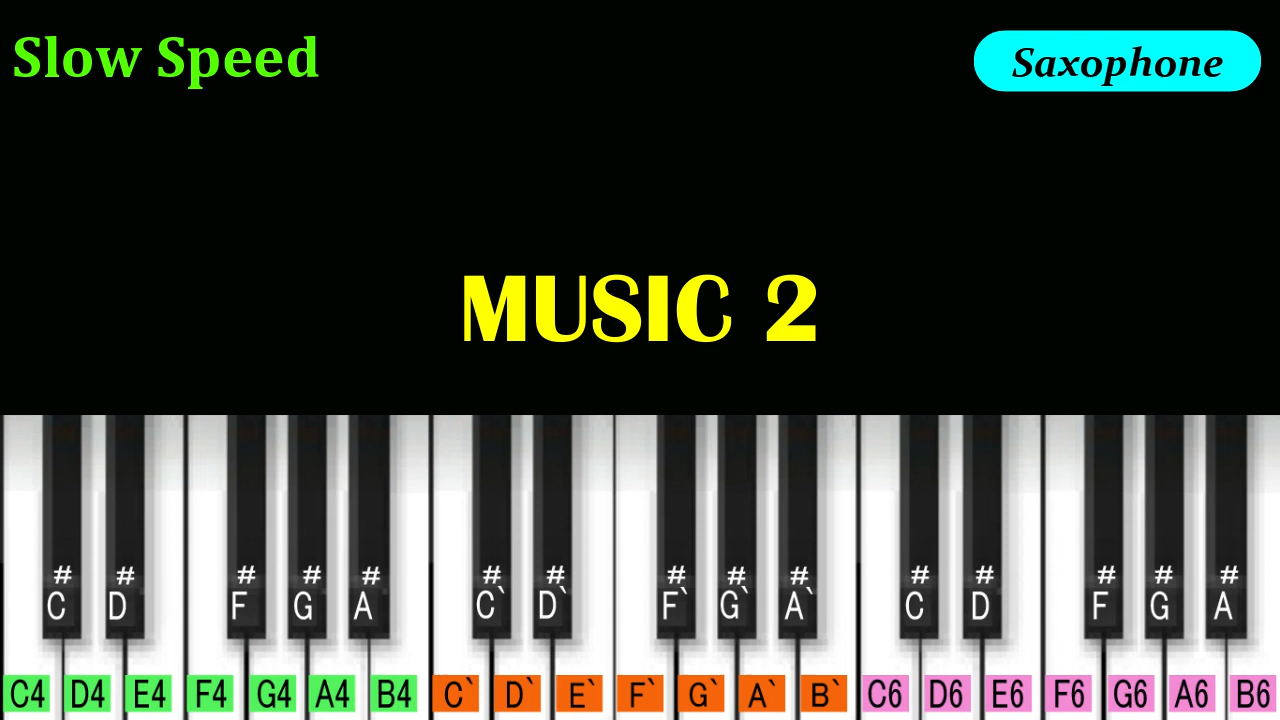 Slow Speed
Saxophone
MUSIC 2
# # # # # # # # # # # # # # #
C D F G A C` D` F` G` A` C D F G A
C4 D4 E4 F4 G4 A4 B4 C` D` E` F` G` A` B` C6 D6 E6 F6 G6 A6 B6